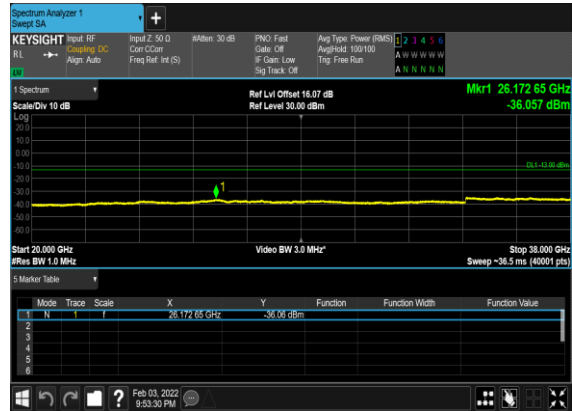 Spectrum Analyzer 1
Swept SA
KEYSIGHT Input: RF Input Z: 50 Ω #Atten: 30 dB PNO: Fast Avg Type: Power (RMS) 1 2 3 4 5 6
RL Coupling: DC Corr CCorr Gate: Off Avg|Hold: 100/100 A W W W W W
Align: Auto Freq Ref: Int (S) IF Gain: Low Trig: Free Run
Sig Track: Off A N N N N N
1 Spectrum Ref Lvl Offset 16.07 dB Mkr1 26.172 65 GHz
Scale/Div 10 dB Ref Level 30.00 dBm -36.057 dBm
Log
20.0
10.0
0.00
-10.0
DL1 -13.00 dBm
-20.0
-30.0
1
-40.0
-50.0
-60.0
Start 20.000 GHz Video BW 3.0 MHz* Stop 38.000 GHz
#Res BW 1.0 MHz Sweep ~36.5 ms (40001 pts)
5 Marker Table
Mode Trace Scale X Y Function Function Width Function Value
1 N 1 f 26.172 65 GHz -36.06 dBm
2
3
4
5
6
? Feb 03, 2022
9:53:30 PM